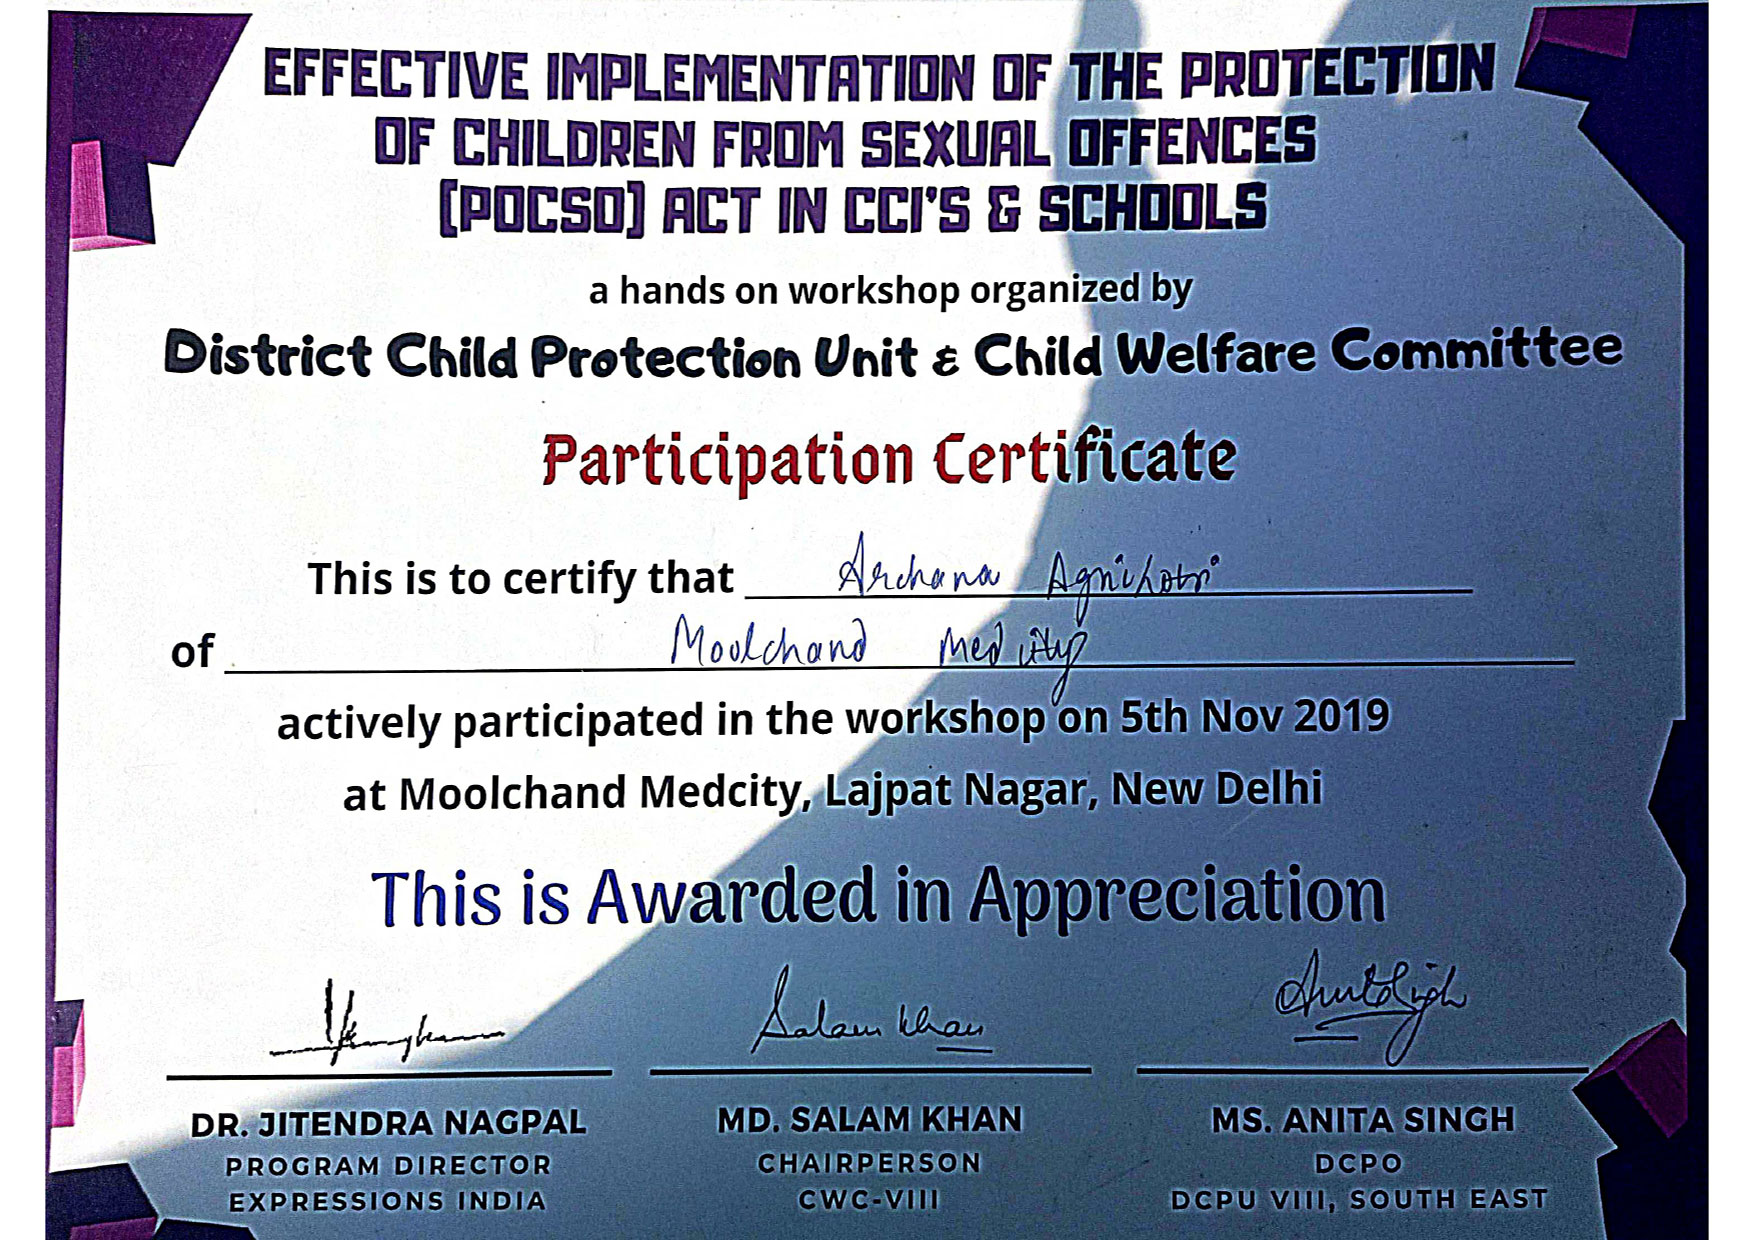 EFFECTIVE IMPLEMENTATION OF THE PROTECTION
OF CHILDREN FROM SEXUAL OFFENCES
(POCSO) ACT IN CCI'S & SCHOOLS
a hands on workshop organized by
District Child Protection Unit & Child Welfare Committee
Participation Certificate
This is to certify that Archana Agnihotri
of Moolchand Medcity
actively participated in the workshop on 5th Nov 2019
at Moolchand Medcity, Lajpat Nagar, New Delhi
This is Awarded in Appreciation
Salam Khan
DR. JITENDRA NAGPAL MD. SALAM KHAN MS. ANITA SINGH
PROGRAM DIRECTOR CHAIRPERSON DCPO
EXPRESSIONS INDIA CWC-VIII DCPU VIII, SOUTH EAST